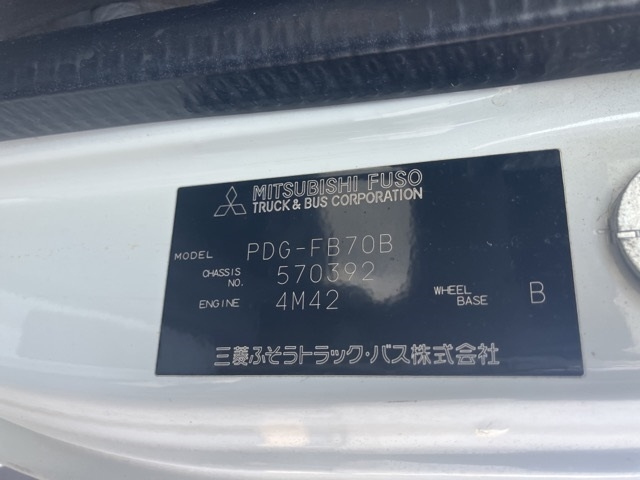 MITSUBISHI FUSO
TRUCK & BUS CORPORATION
MODEL PDG-FB70B
CHASSIS NO. 570392
ENGINE 4M42 WHEEL BASE B
三菱ふそうトラック・バス株式会社